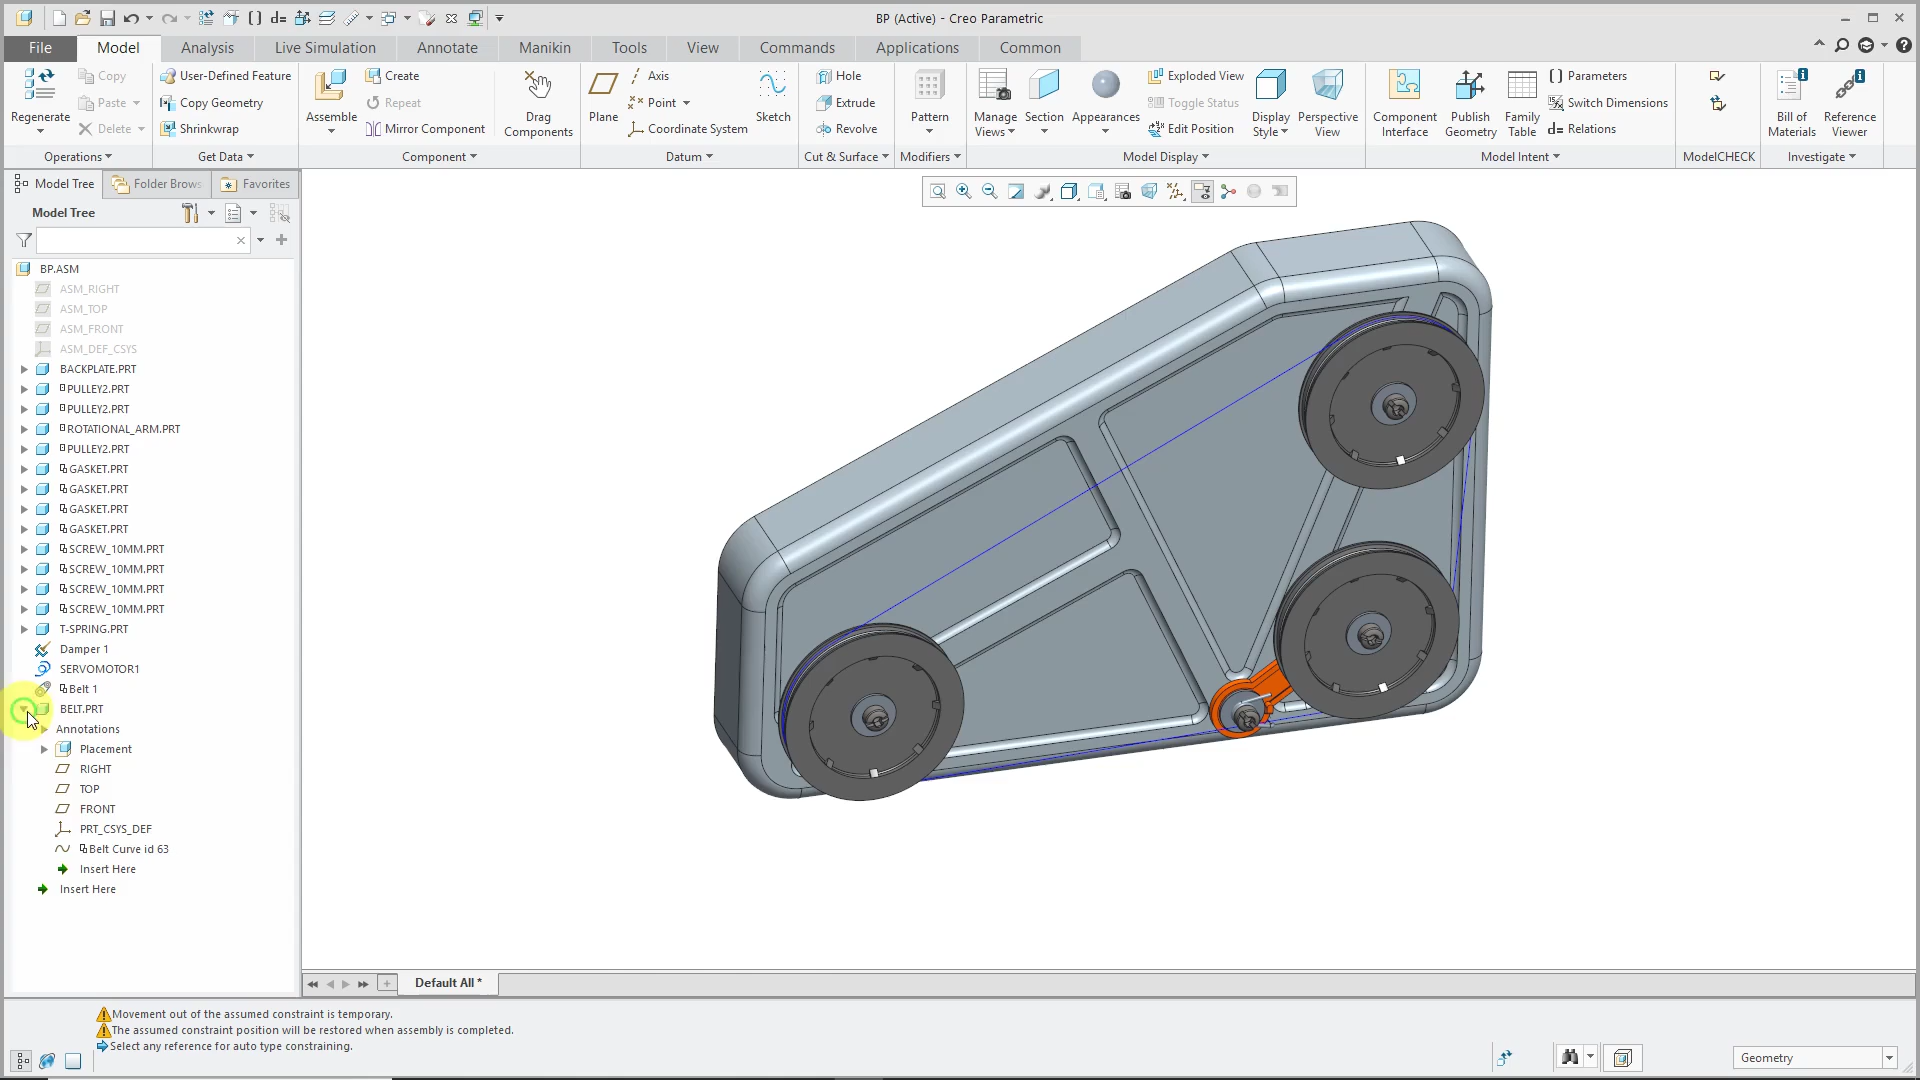 BP (Active) - Creo Parametric
File Model Analysis Live Simulation Annotate Manikin Tools View Commands Applications Common
Regenerate
Copy
Paste
Delete
Operations
User-Defined Feature
Copy Geometry
Shrinkwrap
Get Data
Assemble
Create
Repeat
Mirror Component
Drag
Components
Component
Plane
Axis
Point
Coordinate System
Sketch
Datum
Hole
Extrude
Revolve
Cut & Surface
Pattern
Modifiers
Manage
Views
Section
Appearances
Exploded View
Toggle Status
Edit Position
Display
Style
Perspective
View
Model Display
Component
Interface
Publish
Geometry
Family
Table
Parameters
Switch Dimensions
Relations
Model Intent
ModelCHECK
Bill of
Materials
Reference
Viewer
Investigate
Model Tree Folder Brows Favorites
Model Tree
BP.ASM
ASM_RIGHT
ASM_TOP
ASM_FRONT
ASM_DEF_CSYS
BACKPLATE.PRT
PULLEY2.PRT
PULLEY2.PRT
ROTATIONAL_ARM.PRT
PULLEY2.PRT
GASKET.PRT
GASKET.PRT
GASKET.PRT
GASKET.PRT
SCREW_10MM.PRT
SCREW_10MM.PRT
SCREW_10MM.PRT
SCREW_10MM.PRT
T-SPRING.PRT
Damper 1
SERVOMOTOR1
Belt 1
BELT.PRT
Annotations
Placement
RIGHT
TOP
FRONT
PRT_CSYS_DEF
Belt Curve id 63
Insert Here
Insert Here
Default All *
Movement out of the assumed constraint is temporary.
The assumed constraint position will be restored when assembly is completed.
Select any reference for auto type constraining.
Geometry